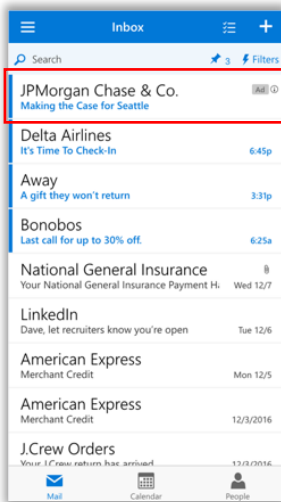 Inbox
Search
3 Filters
JPMorgan Chase & Co.
Ad
Making the Case for Seattle
Delta Airlines
It's Time To Check-In 6:45p
Away
A gift they won't return 3:31p
Bonobos
Last call for up to 30% off. 6:25a
National General Insurance
Your National General Insurance Payment Ha Wed 12/7
LinkedIn
Dave, let recruiters know you're open Tue 12/6
American Express
Merchant Credit Mon 12/5
American Express
Merchant Credit 12/3/2016
J.Crew Orders
Your J.Crew return has arrived 12/3/2016
Mail Calendar People